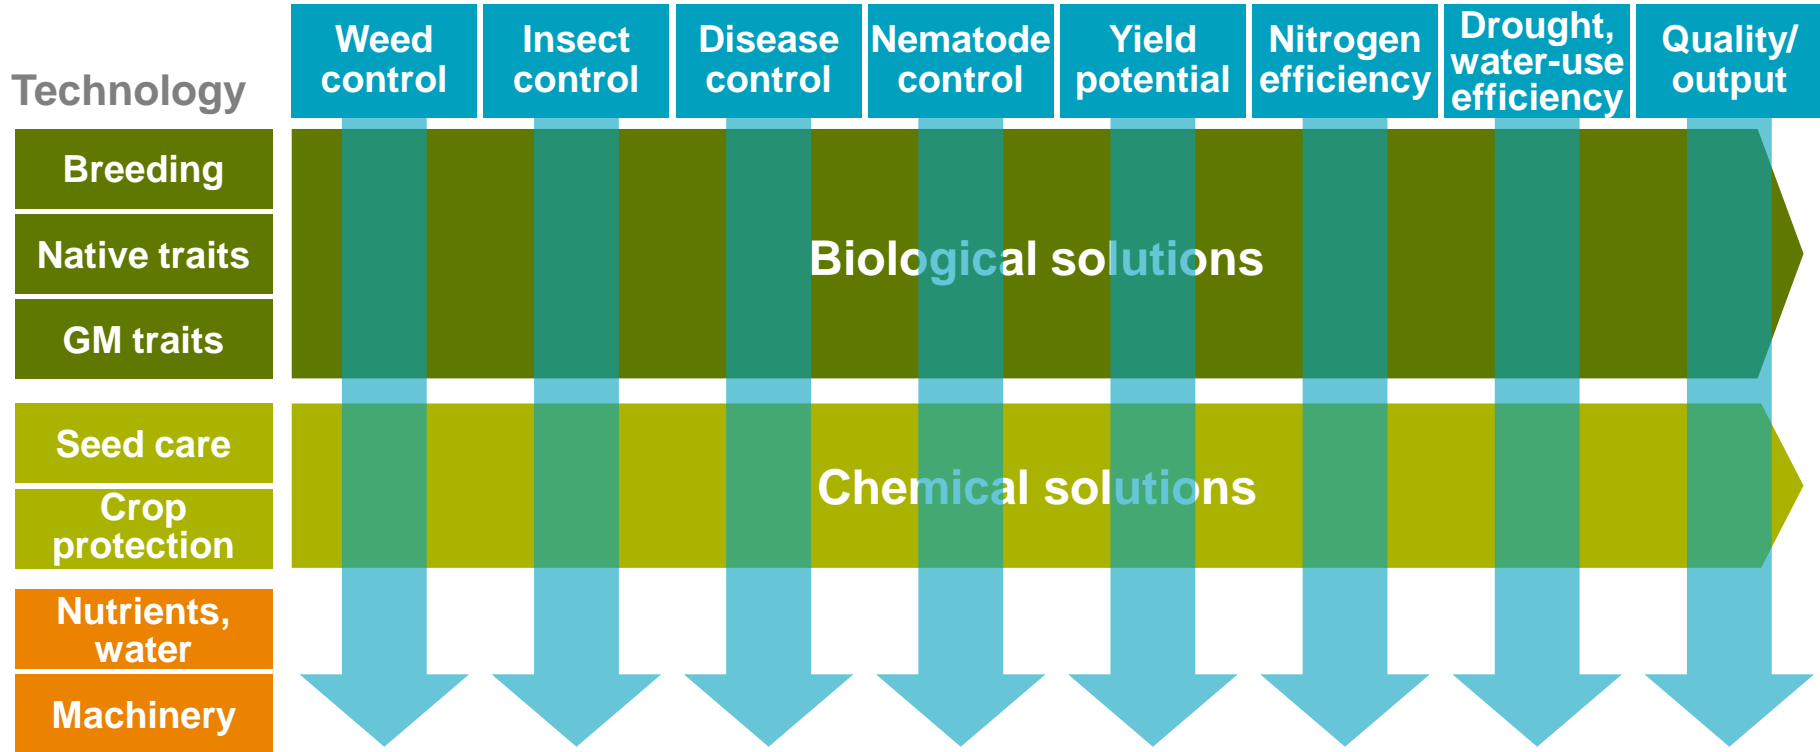 Technology
Weed
control
Insect
control
Disease
control
Nematode
control
Yield
potential
Nitrogen
efficiency
Drought,
water-use
efficiency
Quality/
output
Breeding
Native traits
GM traits
Biological solutions
Seed care
Crop
protection
Chemical solutions
Nutrients,
water
Machinery